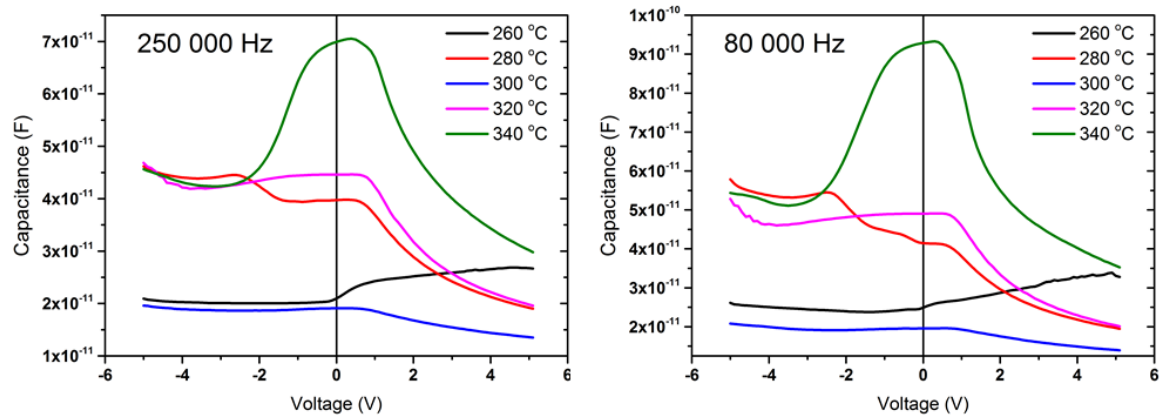 250 000 Hz
260 °C
280 °C
300 °C
320 °C
340 °C
7x10⁻¹¹
6x10⁻¹¹
5x10⁻¹¹
4x10⁻¹¹
3x10⁻¹¹
2x10⁻¹¹
1x10⁻¹¹
Capacitance (F)
-6 -4 -2 0 2 4 6
Voltage (V)
80 000 Hz
260 °C
280 °C
300 °C
320 °C
340 °C
1x10⁻¹⁰
9x10⁻¹¹
8x10⁻¹¹
7x10⁻¹¹
6x10⁻¹¹
5x10⁻¹¹
4x10⁻¹¹
3x10⁻¹¹
2x10⁻¹¹
Capacitance (F)
-6 -4 -2 0 2 4 6
Voltage (V)